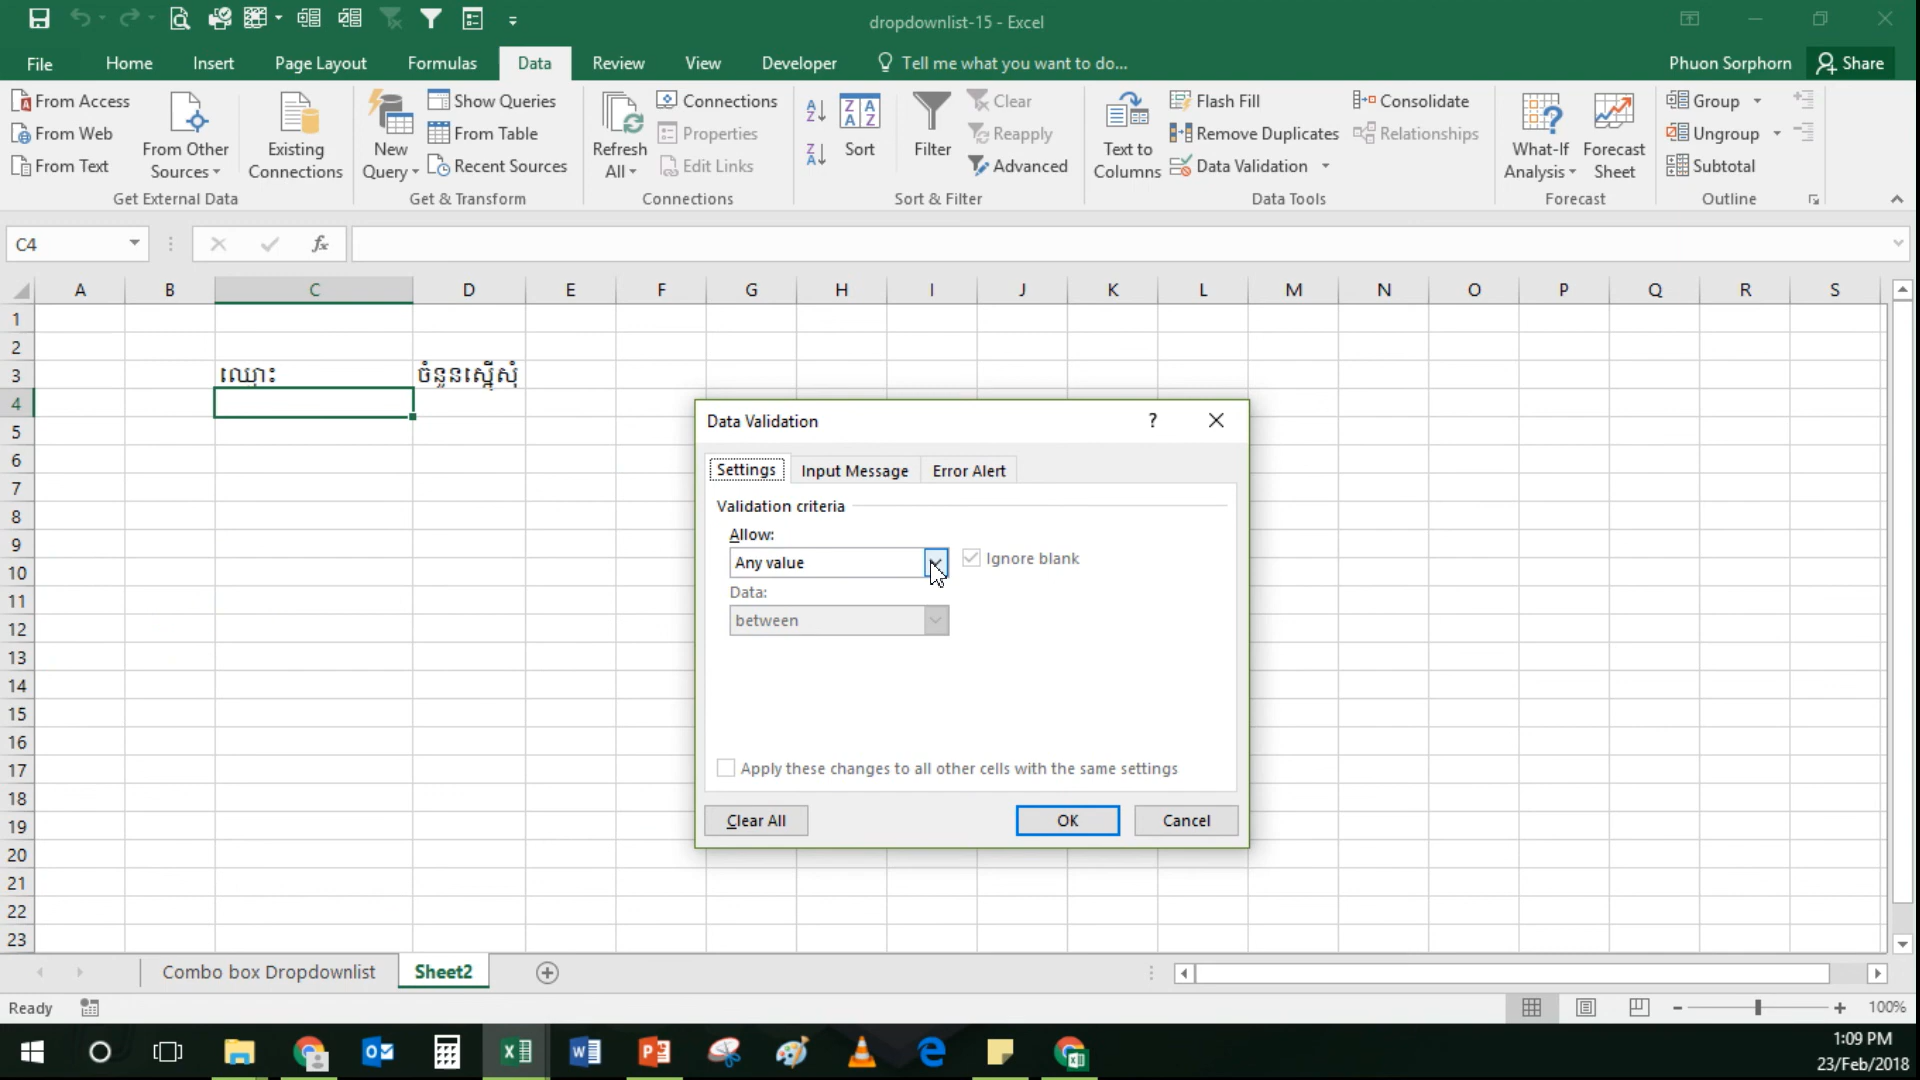 dropdownlist-15 - Excel
File Home Insert Page Layout Formulas Data Review View Developer Tell me what you want to do... Phuon Sorphorn Share
From Access
From Web
From Text
From Other
Sources
Existing
Connections
Get External Data
New
Query
Show Queries
From Table
Recent Sources
Get & Transform
Refresh
All
Connections
Properties
Edit Links
Connections
Sort
Filter
Clear
Reapply
Advanced
Sort & Filter
Text to
Columns
Flash Fill
Remove Duplicates
Data Validation
Consolidate
Relationships
Data Tools
What-If
Analysis
Forecast
Sheet
Forecast
Group
Ungroup
Subtotal
Outline
C4 fx
A B C D E F G H I J K L M N O P Q R S
1
2
3 ឈ្មោះ ចំនួនស្នើសុំ
4
5
6
7
8
9
10
11
12
13
14
15
16
17
18
19
20
21
22
23
Data Validation ?
Settings Input Message Error Alert
Validation criteria
Allow:
Any value Ignore blank
Data:
between
Apply these changes to all other cells with the same settings
Clear All OK Cancel
Combo box Dropdownlist Sheet2
Ready 100%
1:09 PM
23/Feb/2018